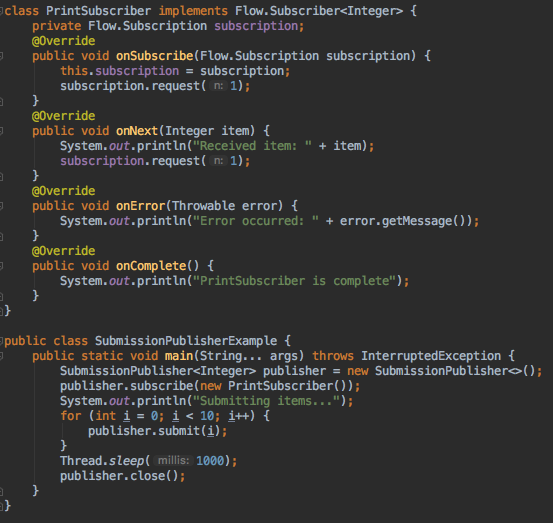 class PrintSubscriber implements Flow.Subscriber<Integer> {
    private Flow.Subscription subscription;
    @Override
    public void onSubscribe(Flow.Subscription subscription) {
        this.subscription = subscription;
        subscription.request( n: 1);
    }
    @Override
    public void onNext(Integer item) {
        System.out.println("Received item: " + item);
        subscription.request( n: 1);
    }
    @Override
    public void onError(Throwable error) {
        System.out.println("Error occurred: " + error.getMessage());
    }
    @Override
    public void onComplete() {
        System.out.println("PrintSubscriber is complete");
    }
}
public class SubmissionPublisherExample {
    public static void main(String... args) throws InterruptedException {
        SubmissionPublisher<Integer> publisher = new SubmissionPublisher<>();
        publisher.subscribe(new PrintSubscriber());
        System.out.println("Submitting items...");
        for (int i = 0; i < 10; i++) {
            publisher.submit(i);
        }
        Thread.sleep( millis: 1000);
        publisher.close();
    }
}